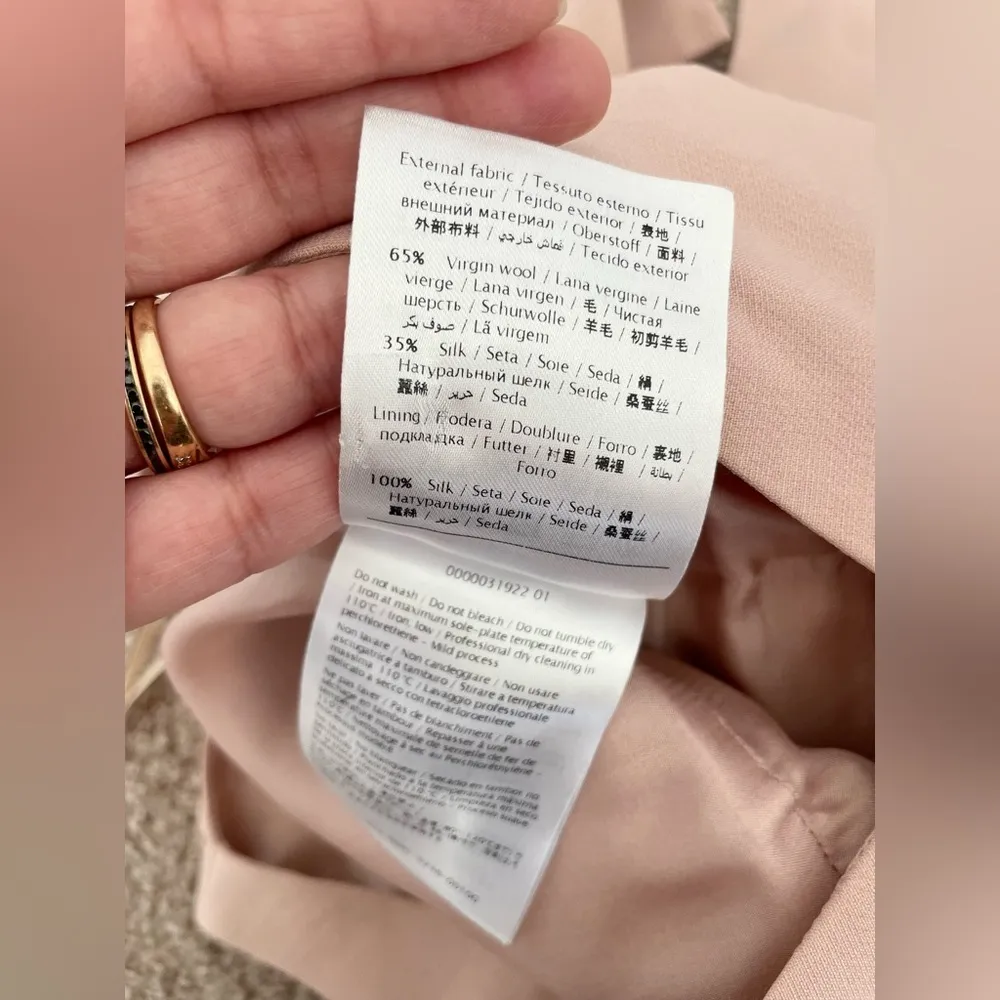 External fabric / Tessuto esterno / Tissu
extérieur / Tejido exterior / 表地 /
внешний материал / Oberstoff / 面料 /
外部布料 / قماش خارجي / Tecido exterior
65% Virgin wool / Lana vergine / Laine
vierge / Lana virgen / 毛 / Чистая
шерсть / Schurwolle / 羊毛 / 初剪羊毛 /
صوف بكر / Lã virgem
35% Silk / Seta / Soie / Seda / 絹 /
Натуральный шелк / Seide / 桑蚕丝 /
蠶絲 / حرير / Seda
Lining / Fodera / Doublure / Forro / 裏地 /
подкладка / Futter / 衬里 / 襯裡 / بطانة /
Forro
100% Silk / Seta / Soie / Seda / 絹 /
Натуральный шелк / Seide / 桑蚕丝 /
蠶絲 / حرير / Seda
0000031922 01
Do not wash / Do not bleach / Do not tumble dry
/ Iron at maximum sole-plate temperature of
110°C / Iron, low / Professional dry cleaning in
perchlorethene - Mild process
Non lavare / Non candeggiare / Non usare
asciugatrice a tamburo / Stirare a temperatura
massima 110°C / Lavaggio professionale
delicato a secco con tetracloroetilene
Ne pas laver / Pas de blanchiment / Pas de
séchage en tambour / Repasser à une
température maximale de semelle de fer de